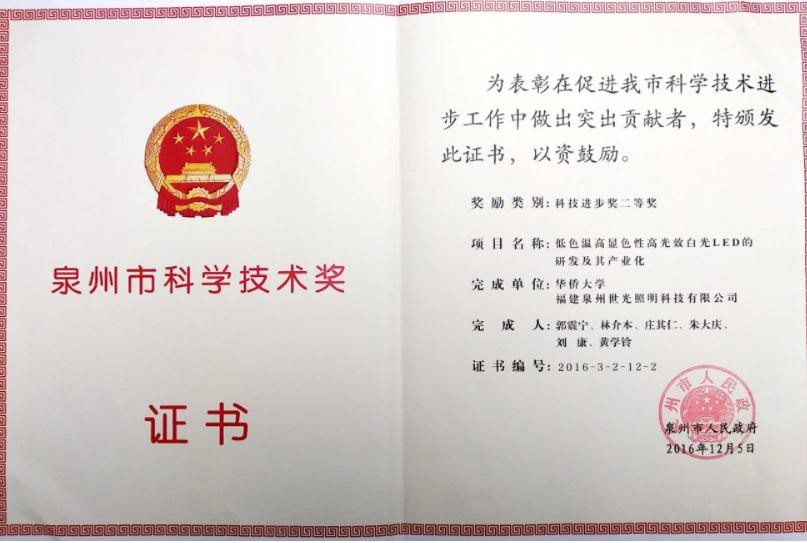 泉州市科学技术奖
证书
为表彰在促进我市科学技术进
步工作中做出突出贡献者，特颁发
此证书，以资鼓励。
奖励类别：科技进步奖二等奖
项目名称：低色温高显色性高光效白光LED的
研发及其产业化
完成单位：华侨大学
福建泉州世光照明科技有限公司
完成人：郭震宁、林介本、庄其仁、朱大庆、
刘康、黄学铃
证书编号：2016-3-2-12-2
泉州市人民政府
泉州市人民政府
2016年12月5日